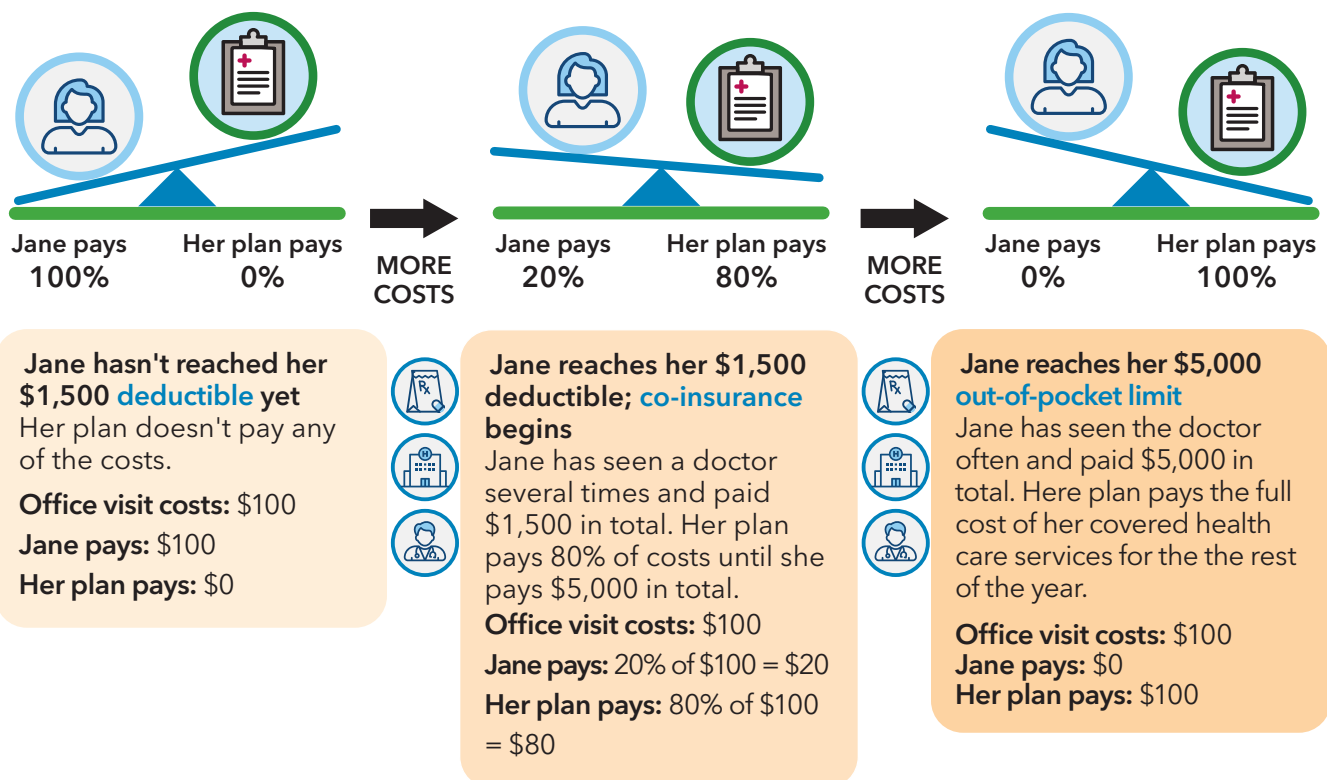 Jane pays
100%
Her plan pays
0%
MORE
COSTS
Jane pays
20%
Her plan pays
80%
MORE
COSTS
Jane pays
0%
Her plan pays
100%
Jane hasn't reached her
$1,500 deductible yet
Her plan doesn't pay any
of the costs.
Office visit costs: $100
Jane pays: $100
Her plan pays: $0
Rx
H
Jane reaches her $1,500
deductible; co-insurance
begins
Jane has seen a doctor
several times and paid
$1,500 in total. Her plan
pays 80% of costs until she
pays $5,000 in total.
Office visit costs: $100
Jane pays: 20% of $100 = $20
Her plan pays: 80% of $100
= $80
Rx
H
Jane reaches her $5,000
out-of-pocket limit
Jane has seen the doctor
often and paid $5,000 in
total. Here plan pays the full
cost of her covered health
care services for the the rest
of the year.
Office visit costs: $100
Jane pays: $0
Her plan pays: $100